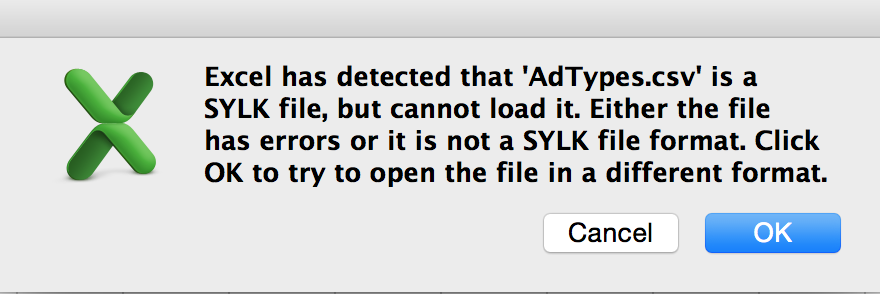 Excel has detected that 'AdTypes.csv' is a
SYLK file, but cannot load it. Either the file
has errors or it is not a SYLK file format. Click
OK to try to open the file in a different format.
Cancel
OK